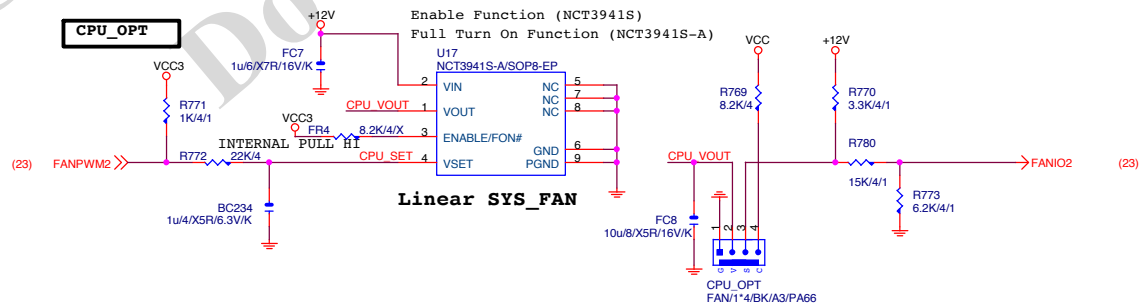 Do
CPU_OPT
+12V
Enable Function (NCT3941S)
Full Turn On Function (NCT3941S-A)
FC7
1u/6/X7R/16V/K
U17
NCT3941S-A/SOP8-EP
VCC3
R771
1K/4/1
2 VIN
NC 5
CPU_VOUT 1 VOUT
NC 7
NC 8
VCC3
FR4 8.2K/4/X 3 ENABLE/FON#
INTERNAL PULL HI
GND 6
(23) FANPWM2 R772 22K/4 CPU_SET 4 VSET
PGND 9
BC234
1u/4/X5R/6.3V/K
Linear SYS_FAN
VCC
+12V
R769
8.2K/4
R770
3.3K/4/1
CPU_VOUT
R780
15K/4/1
FANIO2 (23)
R773
6.2K/4/1
FC8
10u/8/X5R/16V/K
1 2 3 4
G V S C
CPU_OPT
FAN/1*4/BK/A3/PA66